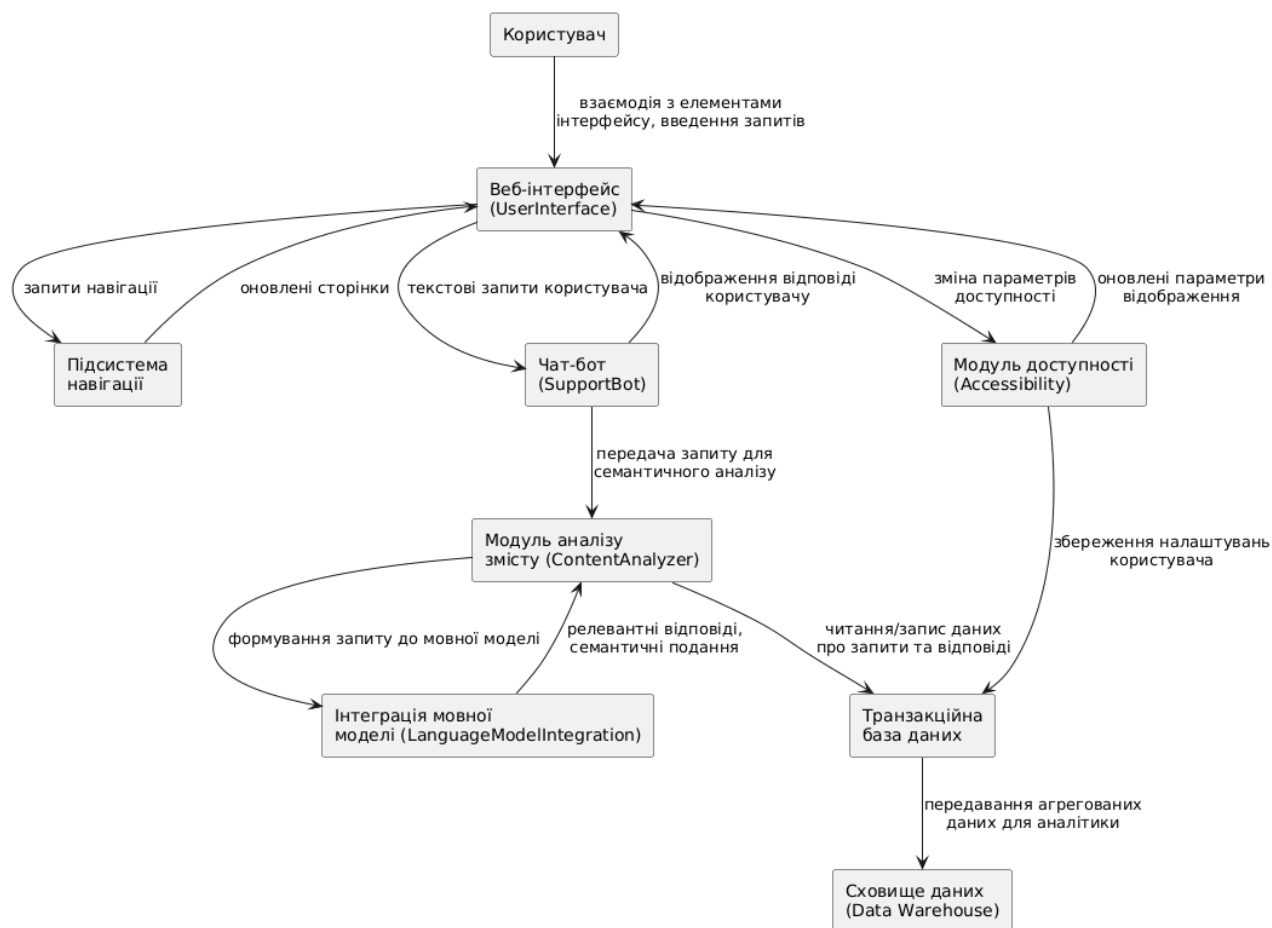 Користувач
взаємодія з елементами
інтерфейсу, введення запитів
Веб-інтерфейс
(UserInterface)
запити навігації
оновлені сторінки
текстові запити користувача
відображення відповіді
користувачу
зміна параметрів
доступності
оновлені параметри
відображення
Підсистема
навігації
Чат-бот
(SupportBot)
Модуль доступності
(Accessibility)
передача запиту для
семантичного аналізу
Модуль аналізу
змісту (ContentAnalyzer)
збереження налаштувань
користувача
формування запиту до мовної моделі
релевантні відповіді,
семантичні подання
читання/запис даних
про запити та відповіді
Інтеграція мовної
моделі (LanguageModelIntegration)
Транзакційна
база даних
передавання агрегованих
даних для аналітики
Сховище даних
(Data Warehouse)